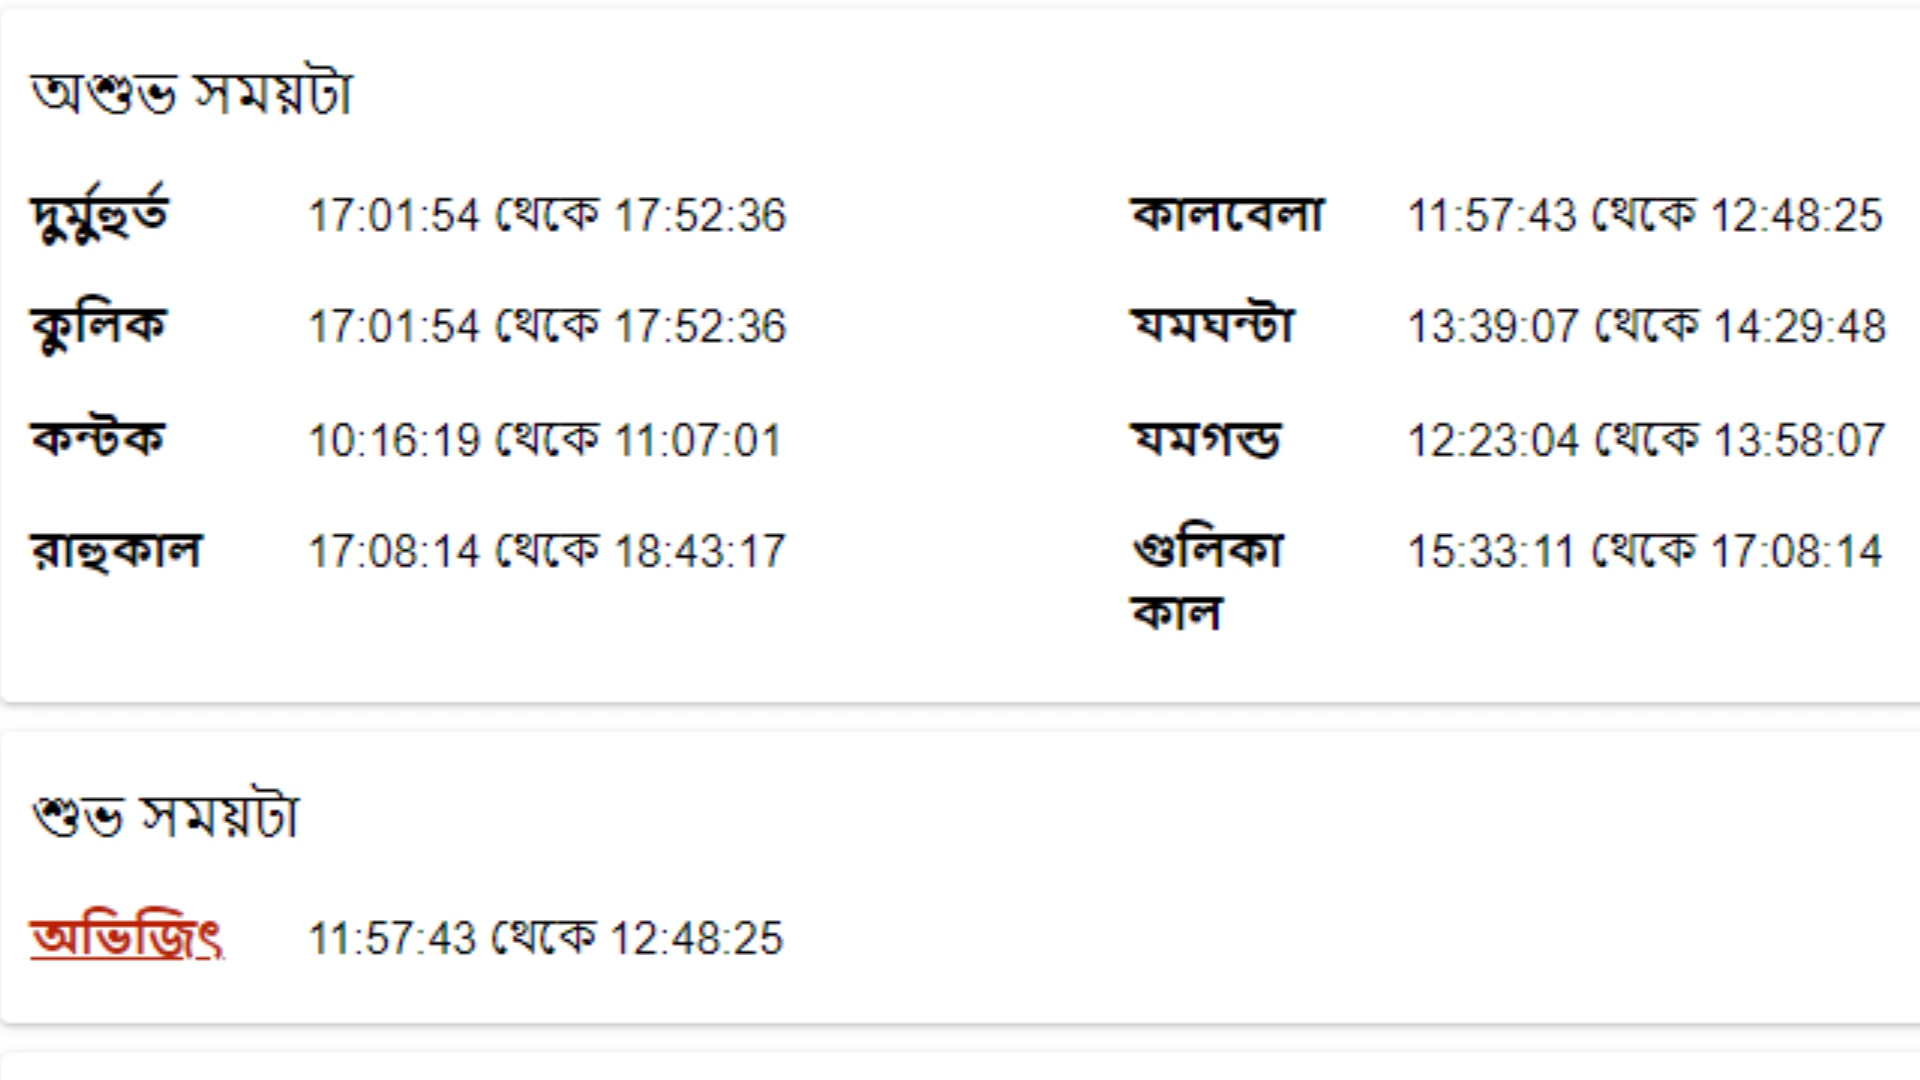 অশুভ সময়টা
দুর্মুহুর্ত 17:01:54 থেকে 17:52:36 কালবেলা 11:57:43 থেকে 12:48:25
কুলিক 17:01:54 থেকে 17:52:36 যমঘন্টা 13:39:07 থেকে 14:29:48
কন্টক 10:16:19 থেকে 11:07:01 যমগন্ড 12:23:04 থেকে 13:58:07
রাহুকাল 17:08:14 থেকে 18:43:17 গুলিকা 15:33:11 থেকে 17:08:14
কাল
শুভ সময়টা
অভিজিৎ 11:57:43 থেকে 12:48:25